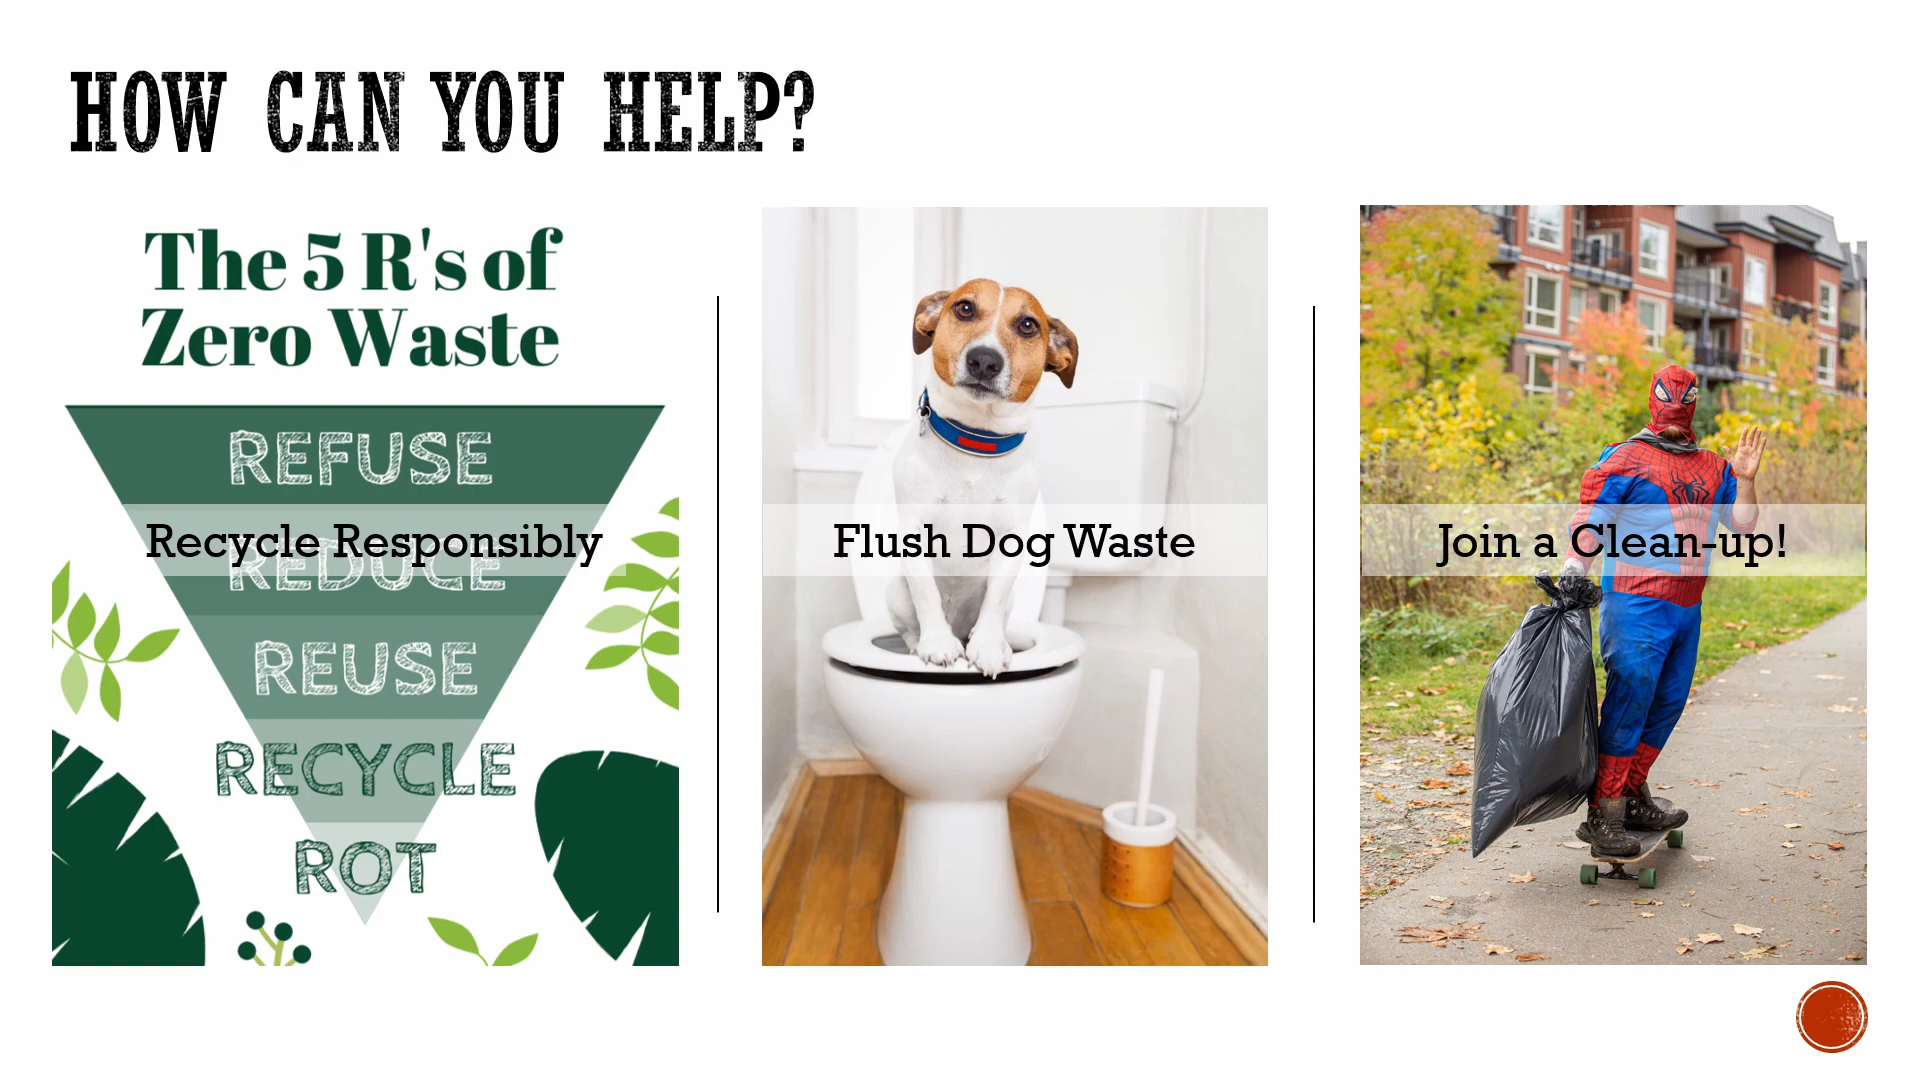 HOW CAN YOU HELP?
The 5 R's of
Zero Waste
REFUSE
Recycle Responsibly
REDUCE
REUSE
RECYCLE
ROT
Flush Dog Waste
Join a Clean-up!